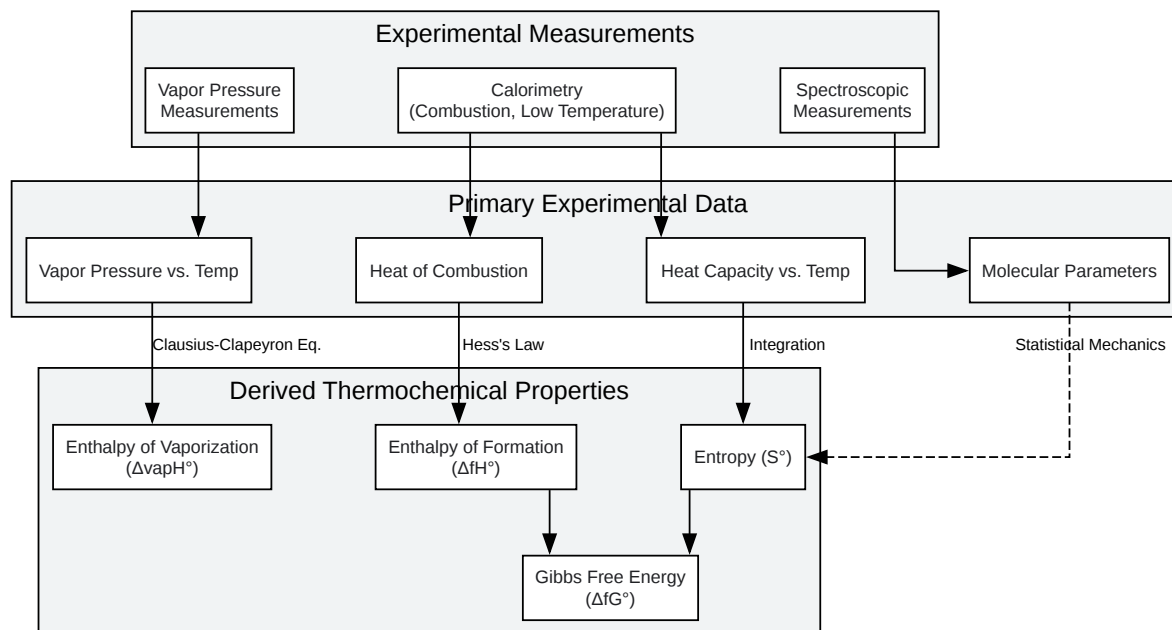 Experimental Measurements
Vapor Pressure
Measurements
Calorimetry
(Combustion, Low Temperature)
Spectroscopic
Measurements
Primary Experimental Data
Vapor Pressure vs. Temp
Heat of Combustion
Heat Capacity vs. Temp
Molecular Parameters
Clausius-Clapeyron Eq.
Hess's Law
Integration
Statistical Mechanics
Derived Thermochemical Properties
Enthalpy of Vaporization
(ΔvapH°)
Enthalpy of Formation
(ΔfH°)
Entropy (S°)
Gibbs Free Energy
(ΔfG°)